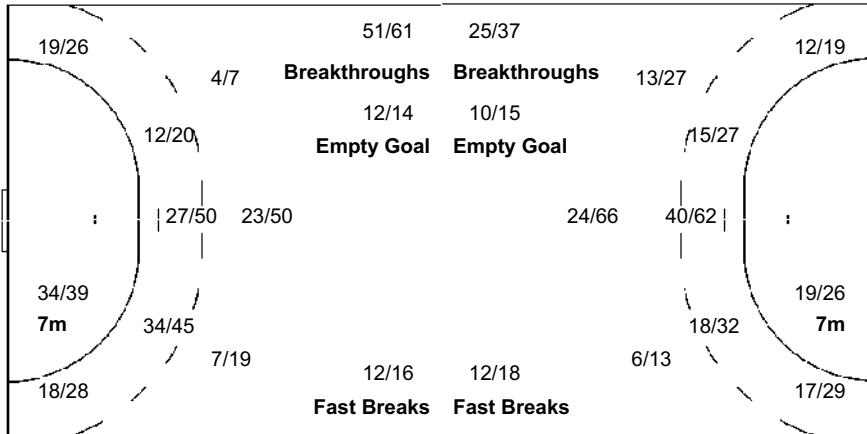 51/61 25/37
19/26 12/19
Breakthroughs Breakthroughs
4/7 13/27
12/14 10/15
12/20 15/27
Empty Goal Empty Goal
27/50 23/50 24/66 40/62
34/39 19/26
7m 7m
34/45 18/32
7/19 6/13
12/16 12/18
18/28 17/29
Fast Breaks Fast Breaks